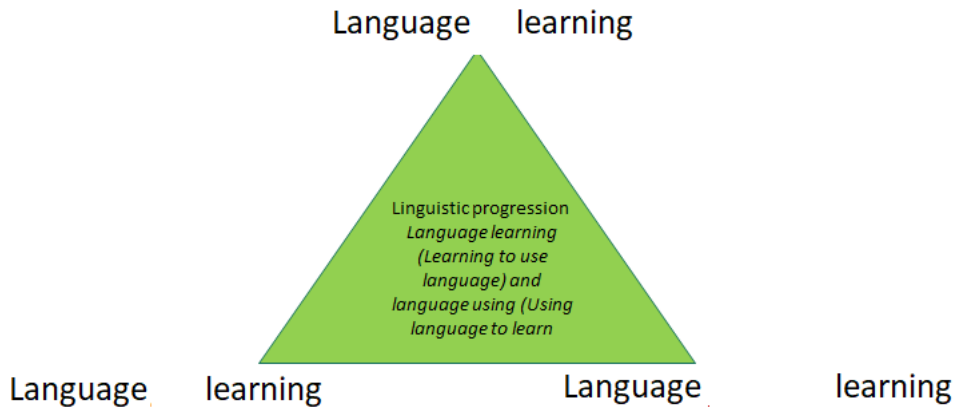 Language learning
Linguistic progression
Language learning
(Learning to use
language) and
language using (Using
language to learn
Language learning
Language learning